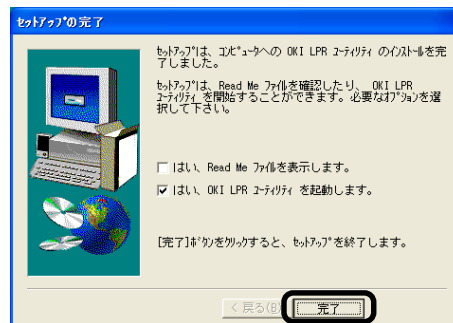 ｾｯﾄｱｯﾌﾟの完了
ｾｯﾄｱｯﾌﾟは、ｺﾝﾋﾟｭｰﾀへの OKI LPR ﾕｰﾃｨﾘﾃｨ のｲﾝｽﾄｰﾙを完
了しました。
ｾｯﾄｱｯﾌﾟは、Read Me ﾌｧｲﾙを確認したり、 OKI LPR
ﾕｰﾃｨﾘﾃｨ を開始することができます。必要なｵﾌﾟｼｮﾝを選
択して下さい。
はい、Read Me ﾌｧｲﾙを表示します。
はい、OKI LPR ﾕｰﾃｨﾘﾃｨ を起動します。
[完了]ﾎﾞﾀﾝをｸﾘｯｸすると、ｾｯﾄｱｯﾌﾟを終了します。
< 戻る(B)
完了